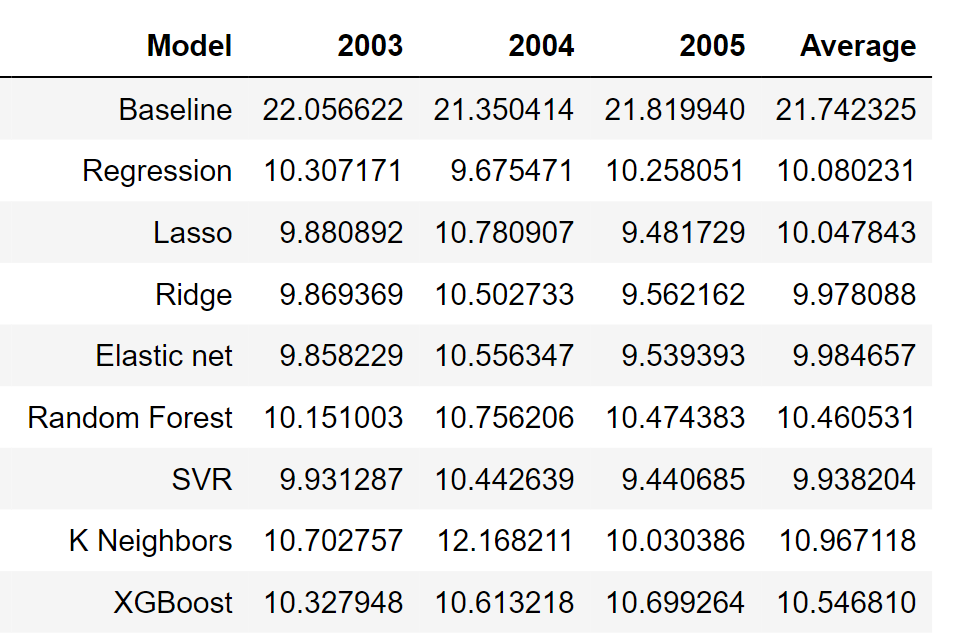 Model 2003 2004 2005 Average
Baseline 22.056622 21.350414 21.819940 21.742325
Regression 10.307171 9.675471 10.258051 10.080231
Lasso 9.880892 10.780907 9.481729 10.047843
Ridge 9.869369 10.502733 9.562162 9.978088
Elastic net 9.858229 10.556347 9.539393 9.984657
Random Forest 10.151003 10.756206 10.474383 10.460531
SVR 9.931287 10.442639 9.440685 9.938204
K Neighbors 10.702757 12.168211 10.030386 10.967118
XGBoost 10.327948 10.613218 10.699264 10.546810